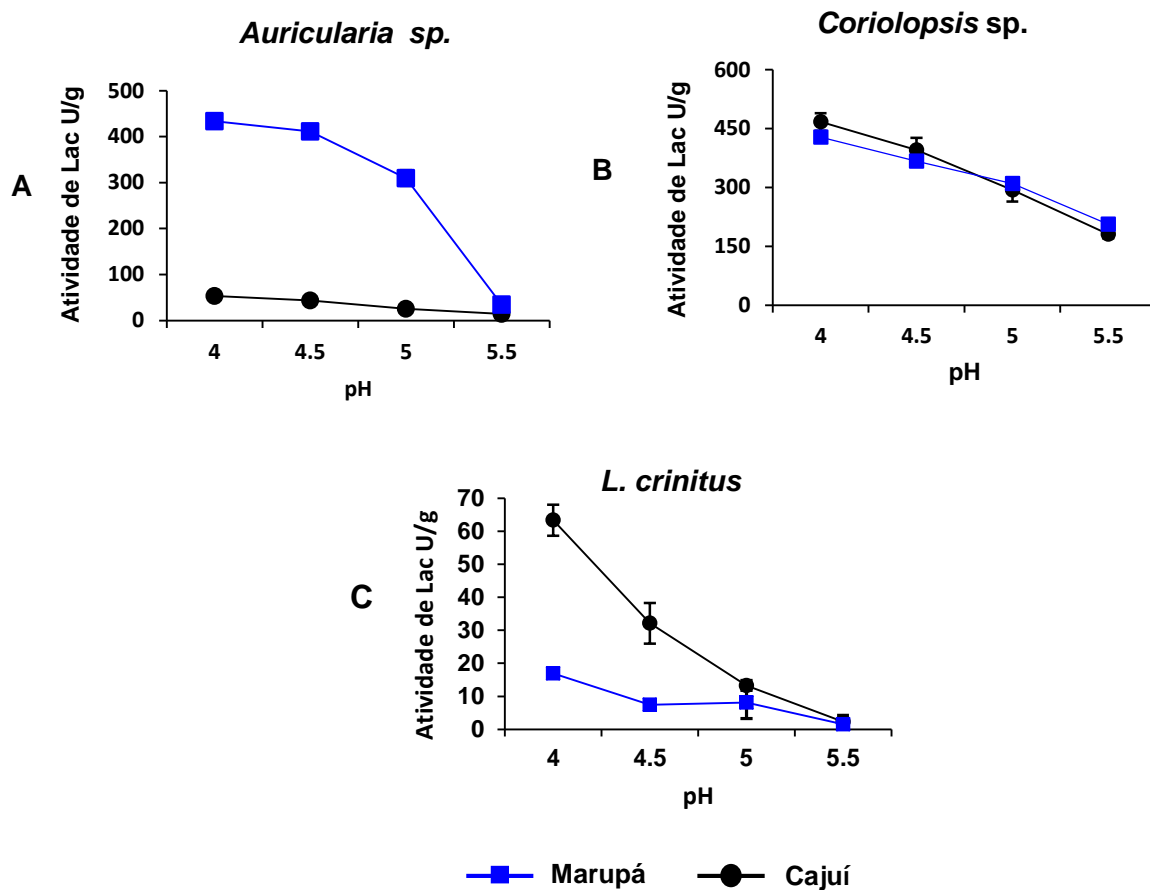 Auricularia sp.
A
Atividade de Lac U/g
500
400
300
200
100
0
4 4.5 5 5.5
pH
Coriolopsis sp.
B
Atividade de Lac U/g
600
450
300
150
0
4 4.5 5 5.5
pH
L. crinitus
C
Atividade de Lac U/g
70
60
50
40
30
20
10
0
4 4.5 5 5.5
pH
Marupá Cajuí